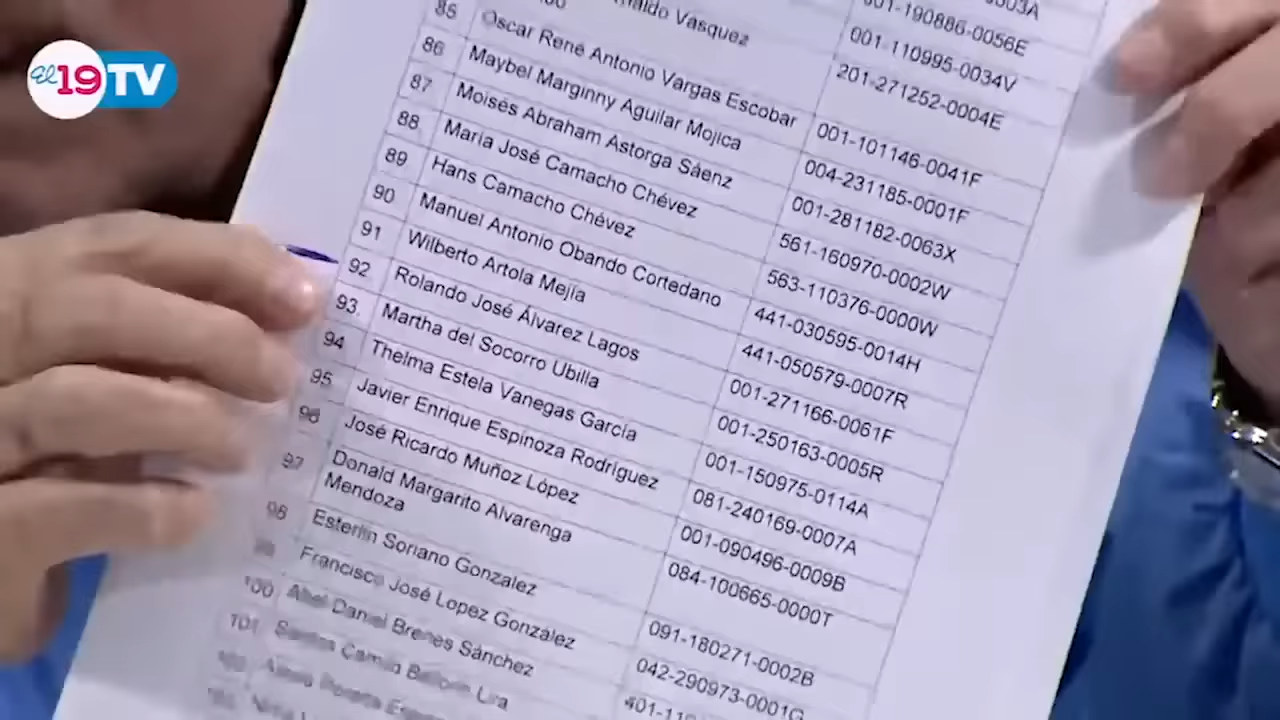 El 19 TV
001-190886-0056E
001-110995-0034V
Vasquez 201-271252-0004E
85 Oscar René Antonio Vargas Escobar 001-101146-0041F
86 Maybel Marginny Aguilar Mojica 004-231185-0001F
87 Moisés Abraham Astorga Sáenz 001-281182-0063X
88 María José Camacho Chévez 561-160970-0002W
89 Hans Camacho Chévez 563-110376-0000W
90 Manuel Antonio Obando Cortedano 441-030595-0014H
91 Wilberto Artola Mejía 441-050579-0007R
92 Rolando José Álvarez Lagos 001-271166-0061F
93 Martha del Socorro Ubilla 001-250163-0005R
94 Thelma Estela Vanegas García 001-150975-0114A
95 Javier Enrique Espinoza Rodríguez 081-240169-0007A
96 José Ricardo Muñoz López 001-090496-0009B
97 Donald Margarito Alvarenga 084-100665-0000T
Mendoza
98 Esterlin Soriano Gonzalez 091-180271-0002B
99 Francisco José Lopez González 042-290973-0001G
100 Abel Daniel Brenes Sánchez
101 Santos Camilo Bellorin Lira